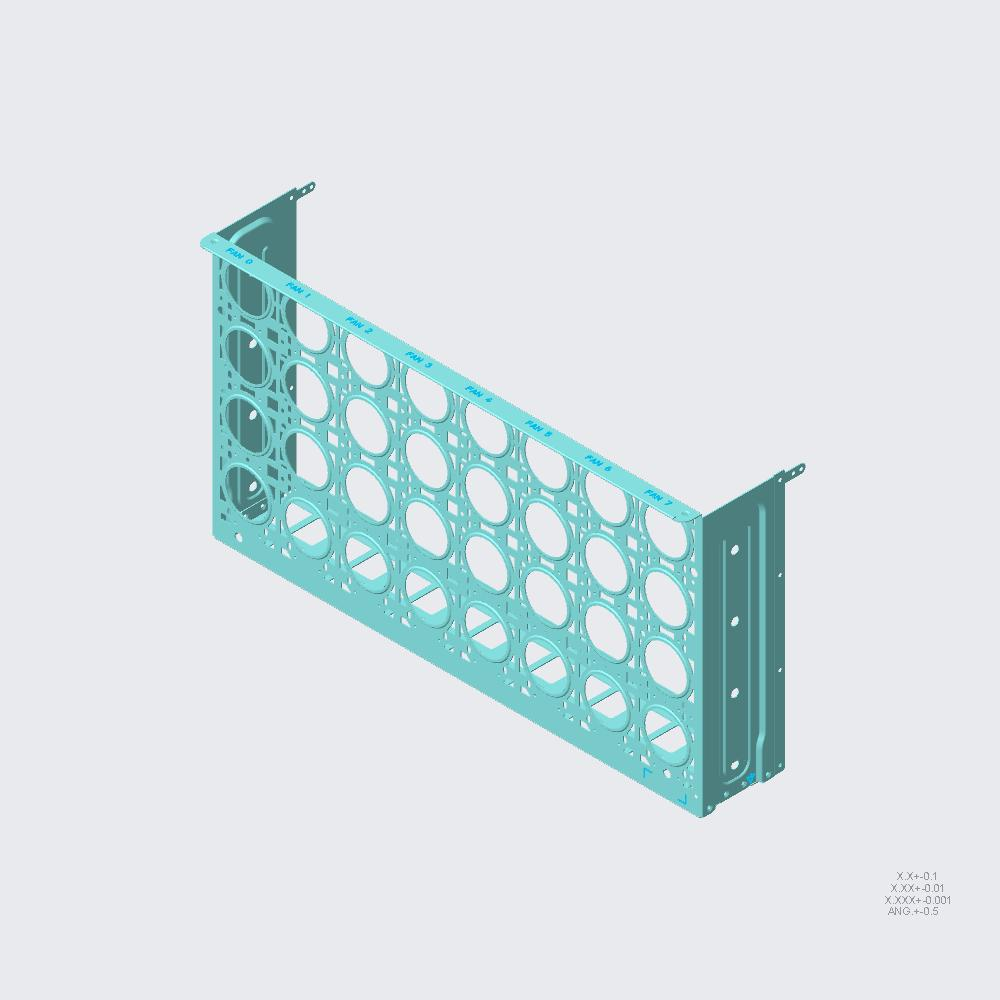 FAN 0
FAN 1
FAN 2
FAN 3
FAN 4
FAN 5
FAN 6
FAN 7
X.X+-0.1
X.XX+-0.01
X.XXX+-0.001
ANG.+-0.5